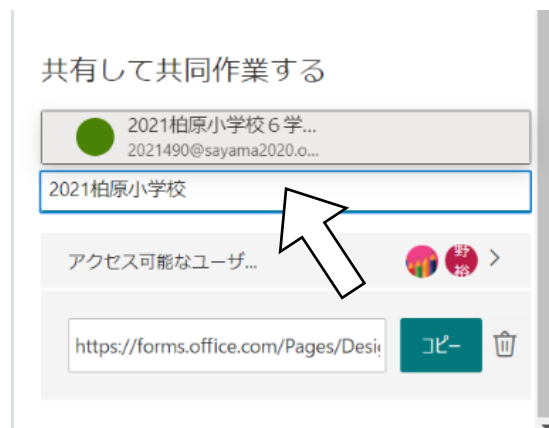 共有して共同作業する
2021柏原小学校６学...
2021490@sayama2020.o...
2021柏原小学校
アクセス可能なユーザ...
野裕
https://forms.office.com/Pages/Desi
コピー